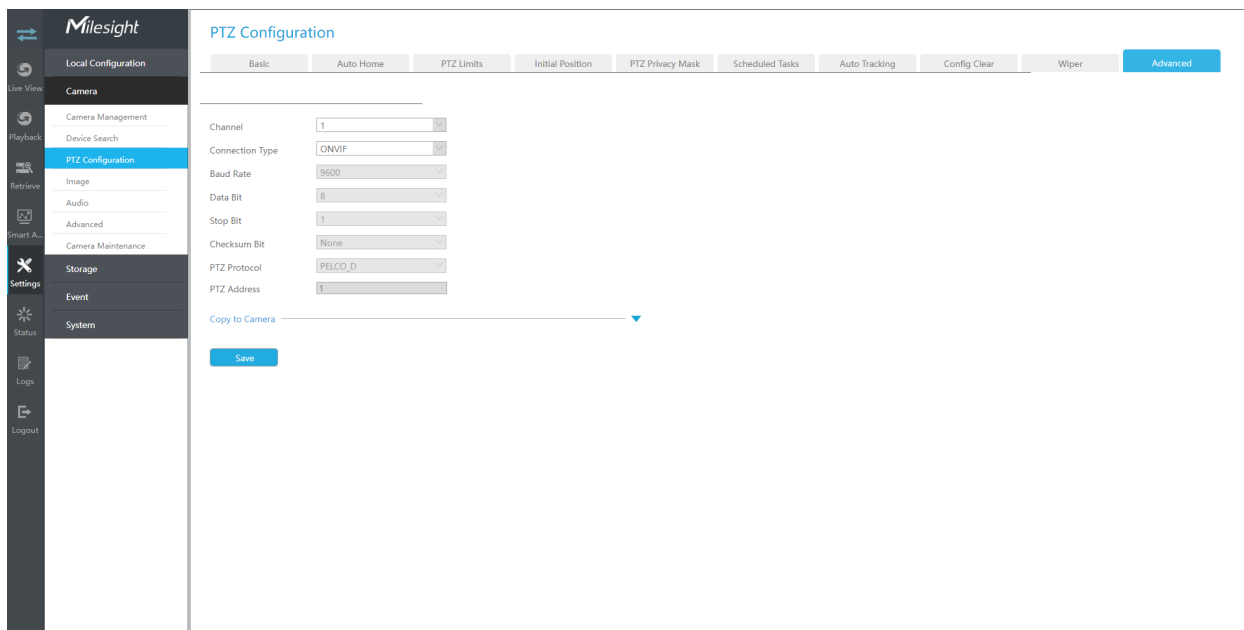 Milesight
Live View
Playback
Retrieve
Smart A...
Settings
Status
Logs
Logout
Local Configuration
Camera
Camera Management
Device Search
PTZ Configuration
Image
Audio
Advanced
Camera Maintenance
Storage
Event
System
PTZ Configuration
Basic Auto Home PTZ Limits Initial Position PTZ Privacy Mask Scheduled Tasks Auto Tracking Config Clear Wiper Advanced
Channel 1
Connection Type ONVIF
Baud Rate 9600
Data Bit 8
Stop Bit 1
Checksum Bit None
PTZ Protocol PELCO_D
PTZ Address 1
Copy to Camera
Save